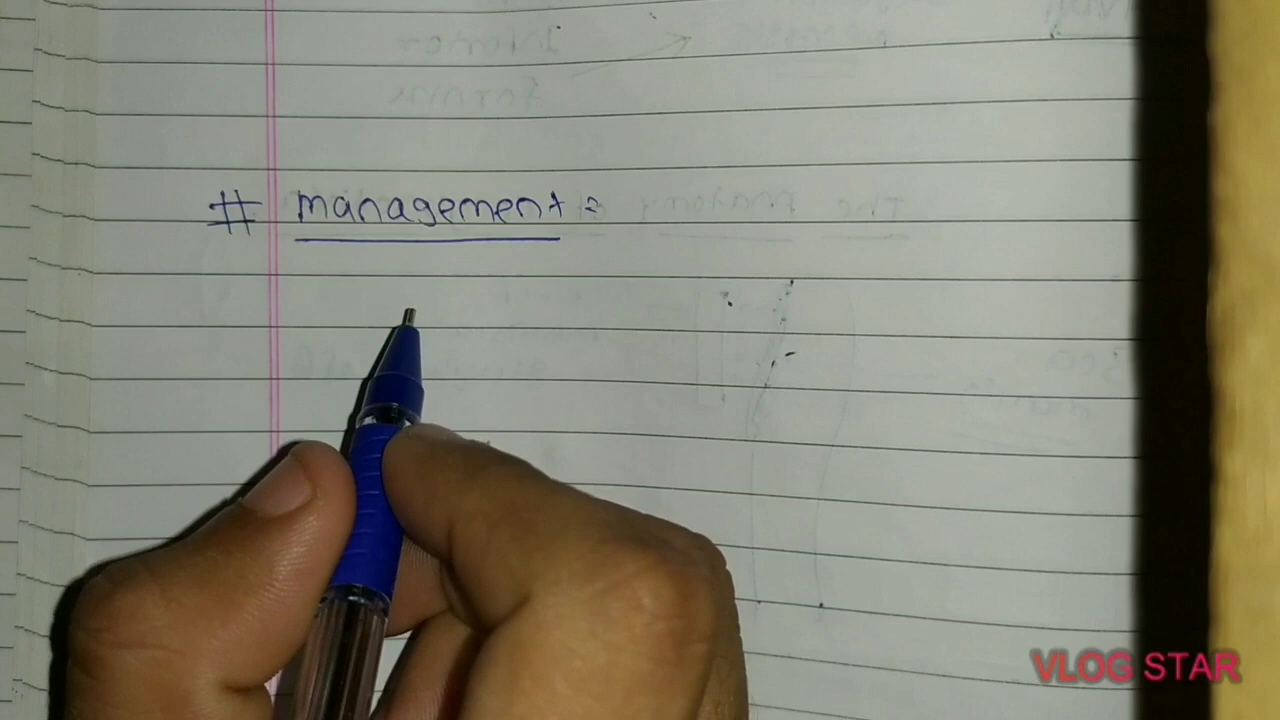 # management =
VLOG STAR